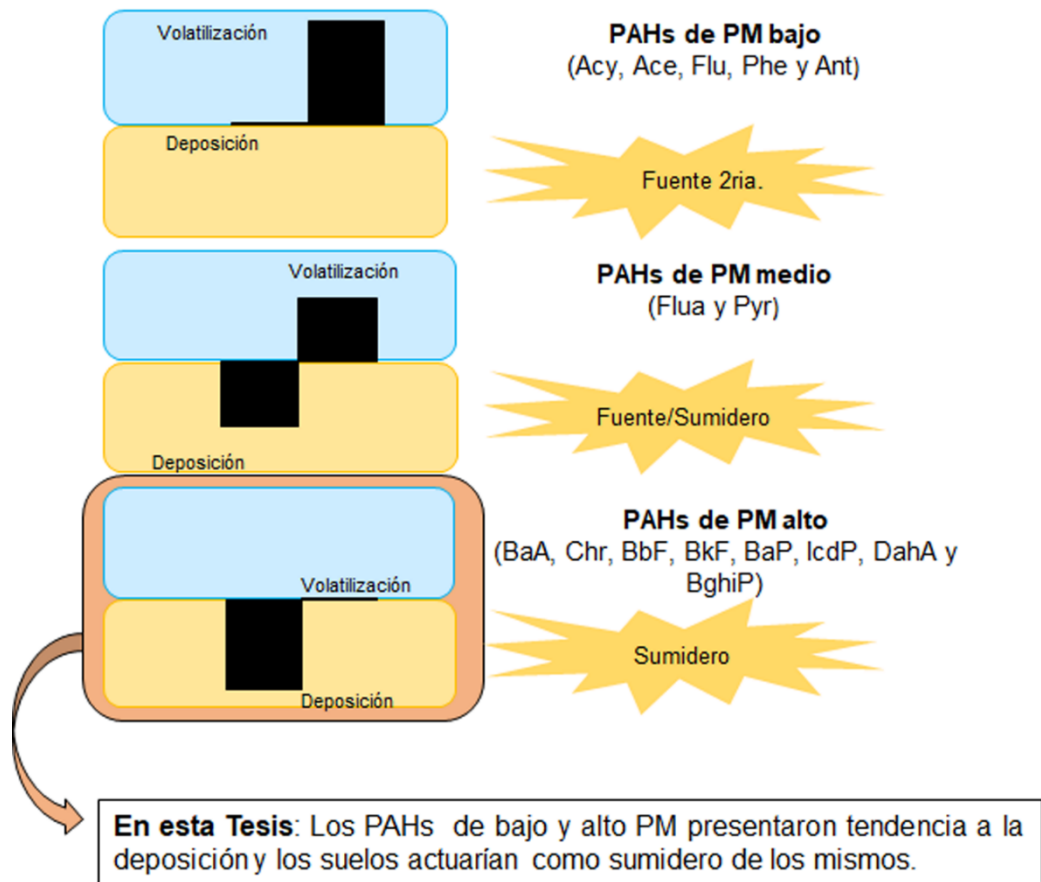 Volatilización
PAHs de PM bajo
(Acy, Ace, Flu, Phe y Ant)
Deposición
Fuente 2ria.
Volatilización
PAHs de PM medio
(Flua y Pyr)
Fuente/Sumidero
Deposición
PAHs de PM alto
(BaA, Chr, BbF, BkF, BaP, IcdP, DahA y
BghiP)
Volatilización
Sumidero
Deposición
En esta Tesis: Los PAHs de bajo y alto PM presentaron tendencia a la
deposición y los suelos actuarían como sumidero de los mismos.